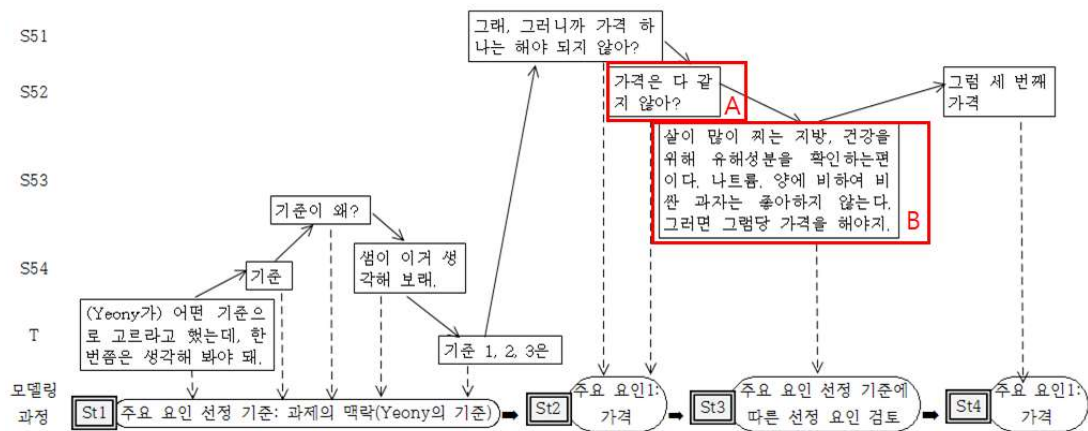 S51
그래, 그러니까 가격 하
나는 해야 되지 않아?
S52
가격은 다 같
지 않아?
A
그럼 세 번째
가격
S53
살이 많이 찌는 지방, 건강을
위해 유해성분을 확인하는편
이다. 나트륨. 양에 비하여 비
싼 과자는 좋아하지 않는다.
그러면 그램당 가격을 해야지.
B
기준이 왜?
S54
기준
샘이 이거 생
각해 보래.
T
(Yeony가) 어떤 기준으
로 고르라고 했는데, 한
번쯤은 생각해 봐야 돼.
기준 1, 2, 3은
모델링
과정
St1
주요 요인 선정 기준: 과제의 맥락(Yeony의 기준)
St2
주요 요인1:
가격
St3
주요 요인 선정 기준에
따른 선정 요인 검토
St4
주요 요인1:
가격